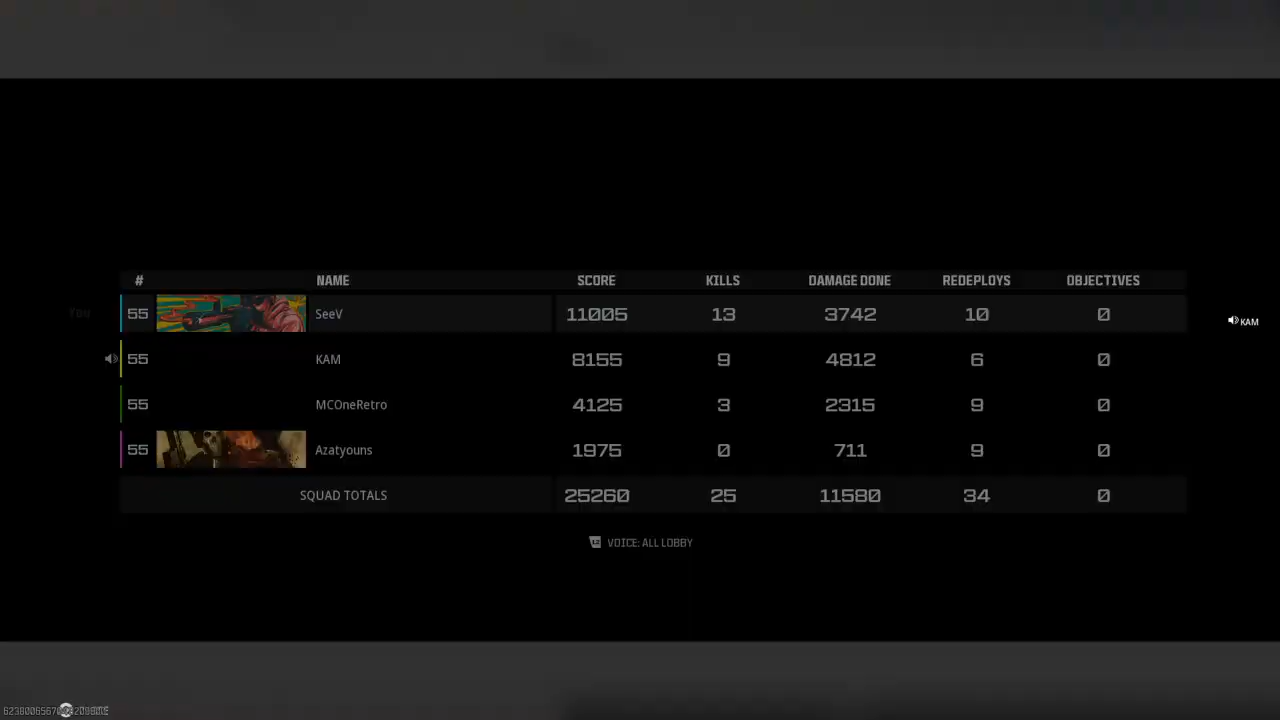 # NAME SCORE KILLS DAMAGE DONE REDEPLOYS OBJECTIVES
You 55 SeeV 11005 13 3742 10 0
KAM
55 KAM 8155 9 4812 6 0
55 MCOneRetro 4125 3 2315 9 0
55 Azatyouns 1975 0 711 9 0
SQUAD TOTALS 25260 25 11580 34 0
L2 VOICE: ALL LOBBY